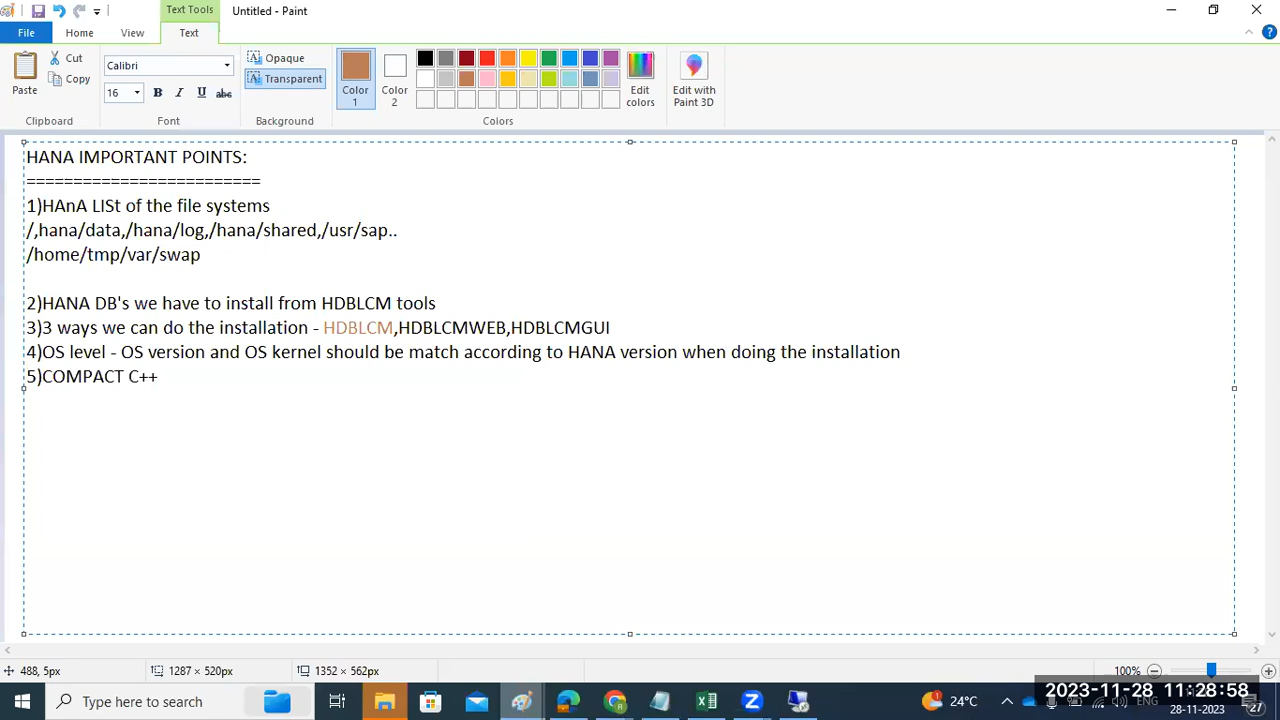 Text Tools
Untitled - Paint
File
Home
View
Text
Paste
Cut
Copy
Clipboard
Calibri
16
B I U abc
Font
Opaque
Transparent
Background
Color 1
Color 2
Edit colors
Edit with Paint 3D
Colors
HANA IMPORTANT POINTS:
=========================
1)HAnA LISt of the file systems
/,hana/data,/hana/log,/hana/shared,/usr/sap..
/home/tmp/var/swap
2)HANA DB's we have to install from HDBLCM tools
3)3 ways we can do the installation - HDBLCM,HDBLCMWEB,HDBLCMGUI
4)OS level - OS version and OS kernel should be match according to HANA version when doing the installation
5)COMPACT C++
488, 5px
1287 × 520px
1352 × 562px
100%
Type here to search
24°C
ENG
2023-11-28 11:28:58
28-11-2023
27